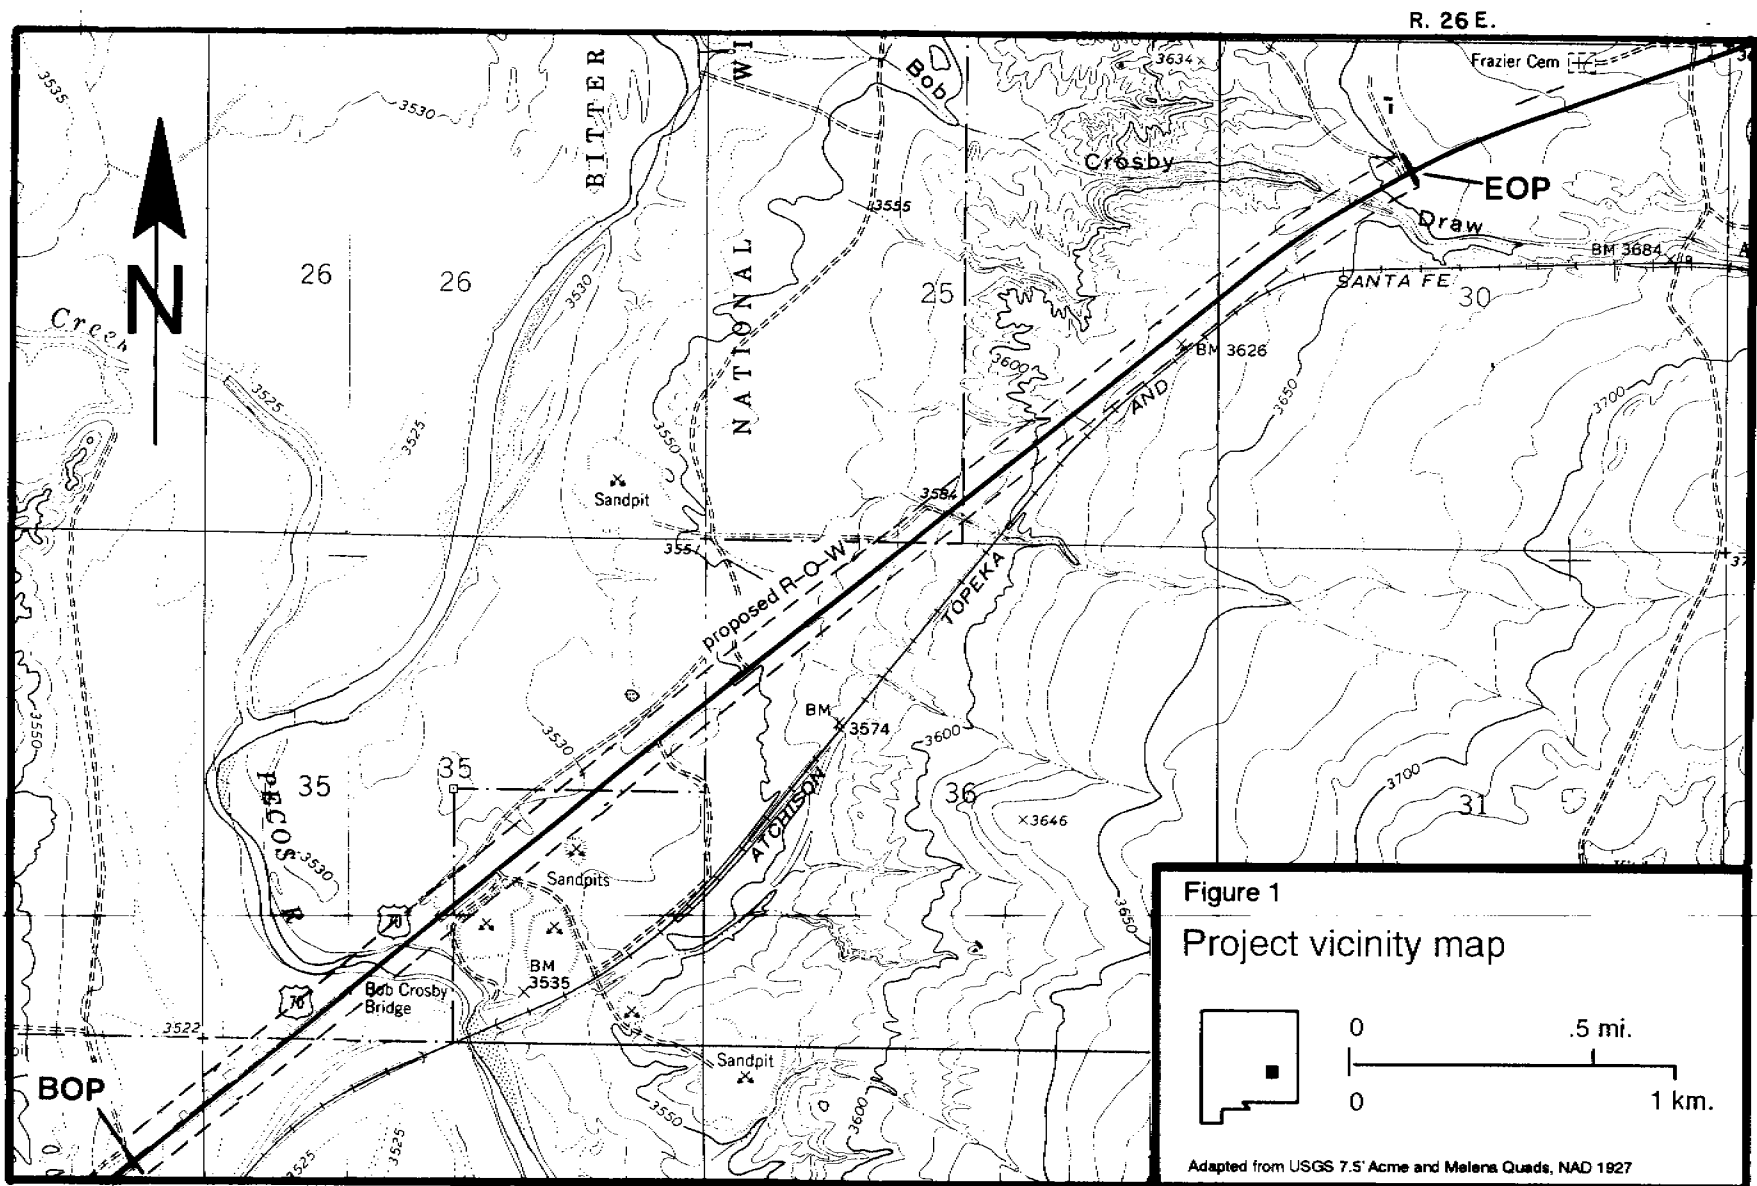 R. 26 E.
Frazier Cem
3634
3535
3530
BITTER
WI
Bob
Crosby
EOP
3555
Draw
BM 3684
SANTA FE
N
26
26
3530
NATIONAL
25
30
Creek
BM 3626
3600
AND
3650
3700
3525
3525
3550
Sandpit
3584
355
proposed R-O-W
TOPEKA
3550
BM
3574
3530
3600
35
35
PECOS
R
36
3646
3700
31
ATCHISON
3530
Sandpits
3650
70
BM
3535
70
Bob Crosby
Bridge
3522
Sandpit
BOP
3550
3600
3525
3525
Figure 1
Project vicinity map
0 .5 mi.
0 1 km.
Adapted from USGS 7.5' Acme and Melena Quads, NAD 1927